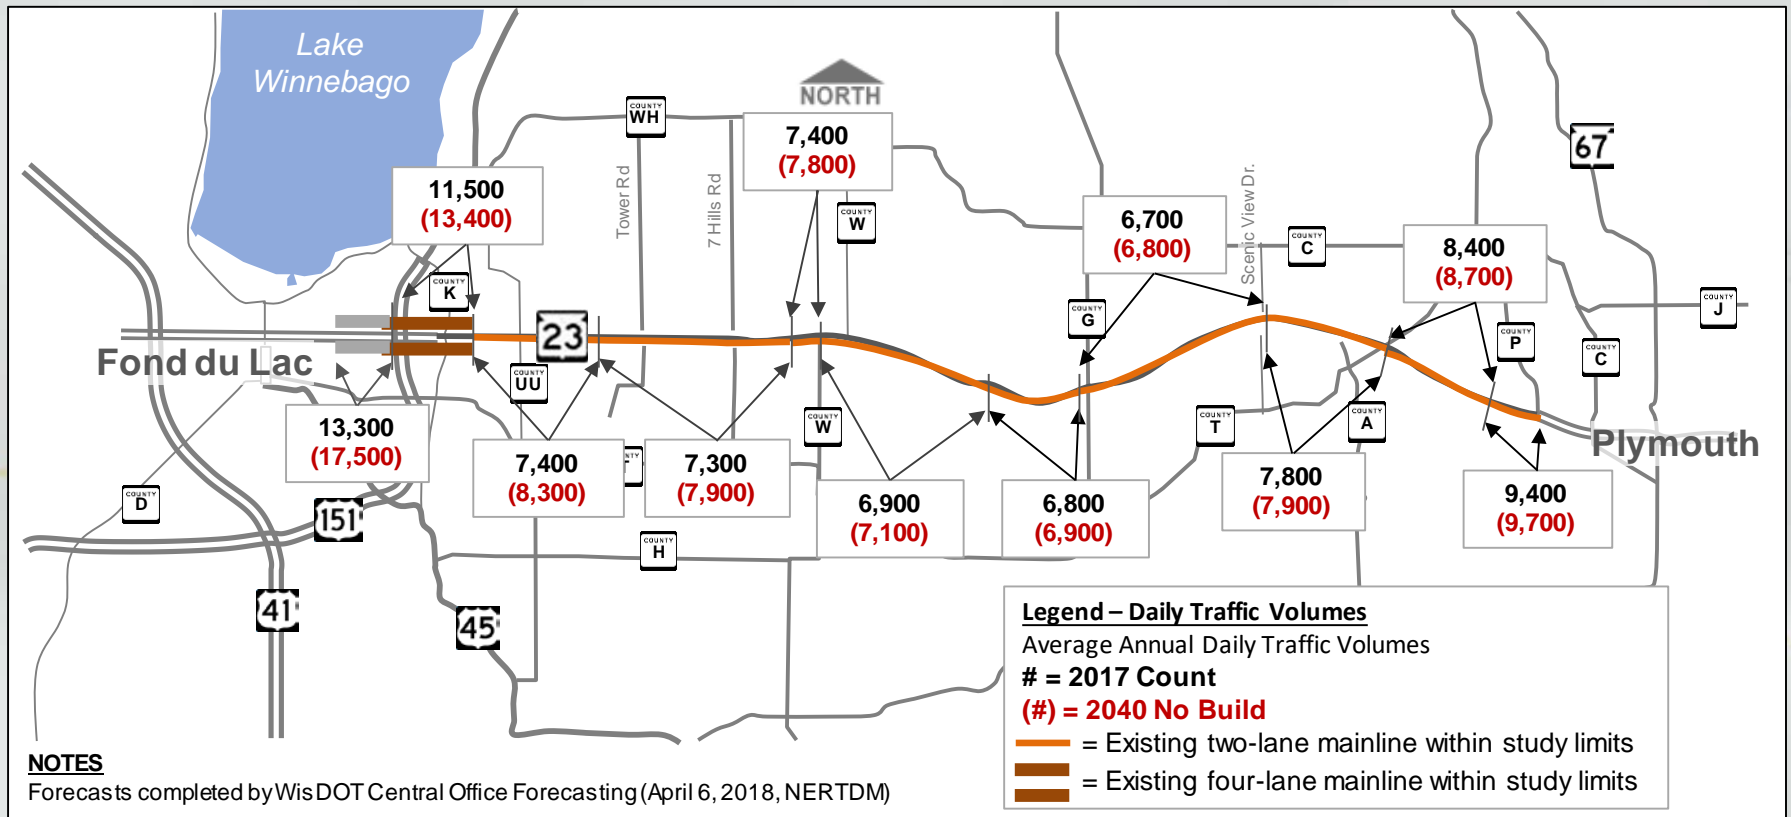 Lake
Winnebago
NORTH
COUNTY
WH
7,400
(7,800)
67
11,500
(13,400)
Tower Rd
7 Hills Rd
COUNTY
W
6,700
(6,800)
Scenic View Dr.
COUNTY
C
8,400
(8,700)
COUNTY
K
COUNTY
G
COUNTY
J
23
COUNTY
P
COUNTY
C
Fond du Lac
COUNTY
UU
13,300
(17,500)
COUNTY
W
COUNTY
T
COUNTY
A
Plymouth
7,400
(8,300)
7,300
(7,900)
6,900
(7,100)
6,800
(6,900)
7,800
(7,900)
9,400
(9,700)
COUNTY
D
151
COUNTY
H
41
45
Legend – Daily Traffic Volumes
Average Annual Daily Traffic Volumes
# = 2017 Count
(#) = 2040 No Build
= Existing two-lane mainline within study limits
= Existing four-lane mainline within study limits
NOTES
Forecasts completed by WisDOT Central Office Forecasting (April 6, 2018, NERTDM)